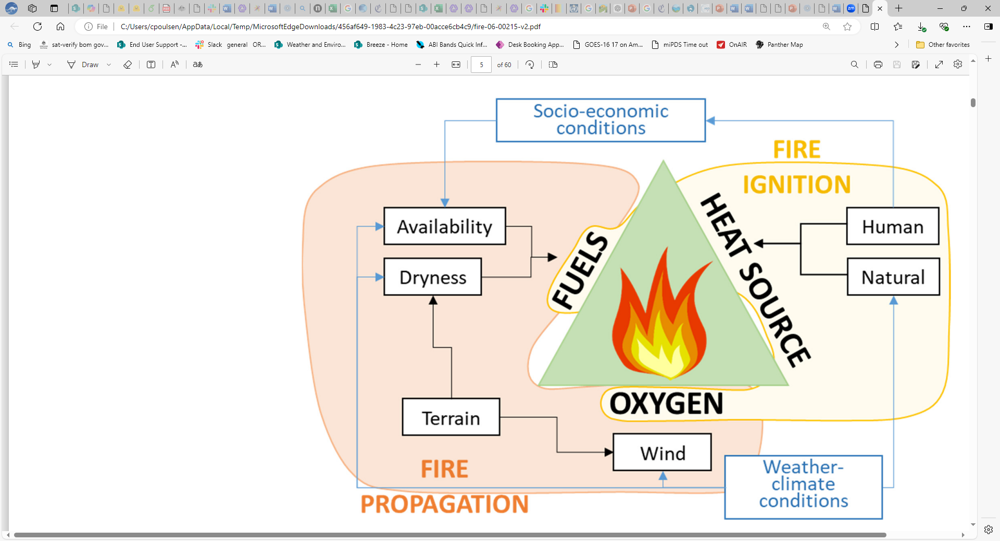 File
C:/Users/cpoulsen/AppData/Local/Temp/MicrosoftEdgeDownloads/456af649-1983-4c23-97eb-00acce6cb4c9/fire-06-00215-v2.pdf
Bing
sat-verify bom gov...
End User Support -...
Slack general OR...
Weather and Enviro...
Breeze - Home
ABI Bands Quick Inf...
Desk Booking App...
GOES-16 17 on Am...
miPDS Time out
OnAIR
Panther Map
Other favorites
Draw
5 of 60
Socio-economic
conditions
FIRE
IGNITION
Availability
Dryness
FUELS
HEAT SOURCE
Human
Natural
OXYGEN
Terrain
Wind
FIRE
PROPAGATION
Weather-
climate
conditions